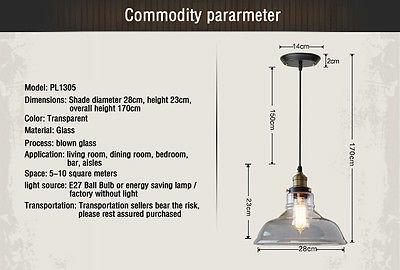 Commodity pararmeter
14cm
2cm
Model: PL1305
Dimensions: Shade diameter 28cm, height 23cm,
overall height 170cm
Color: Transparent
Material: Glass
Process: blown glass
Application: living room, dining room, bedroom,
bar, aisles
Space: 5-10 square meters
light source: E27 Ball Bulb or energy saving lamp /
factory without light
Transportation: Transportation sellers bear the risk,
please rest assured purchased
150cm
170cm
23cm
28cm